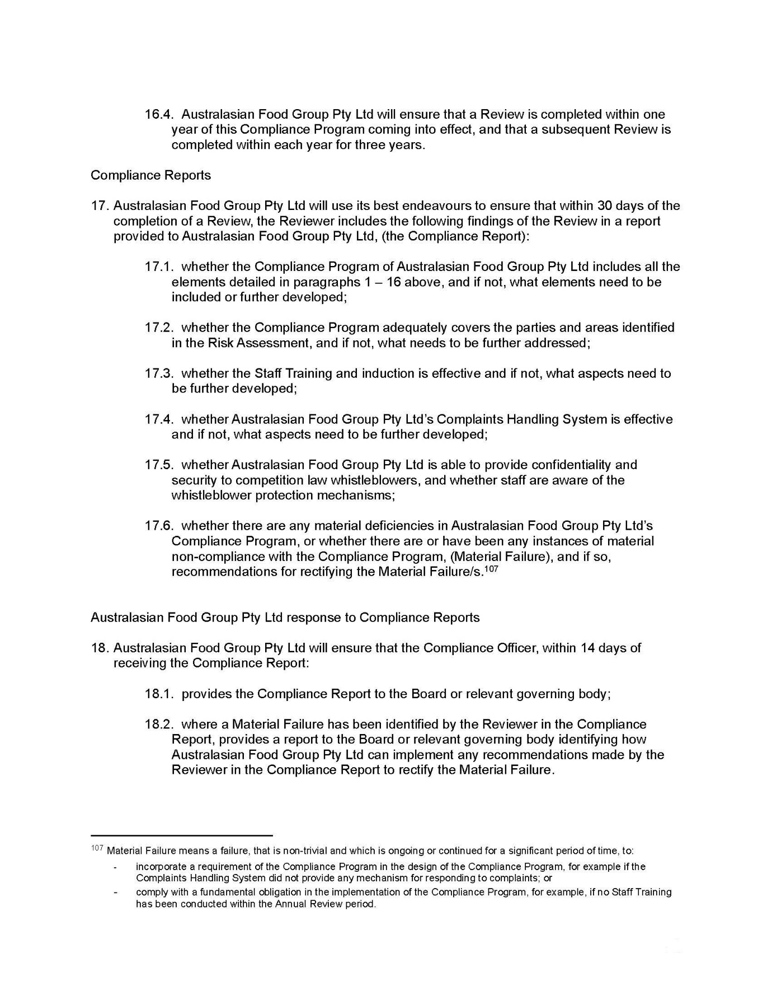 16.4. Australasian Food Group Pty Ltd will ensure that a Review is completed within one
year of this Compliance Program coming into effect, and that a subsequent Review is
completed within each year for three years.
Compliance Reports
17. Australasian Food Group Pty Ltd will use its best endeavours to ensure that within 30 days of the
completion of a Review, the Reviewer includes the following findings of the Review in a report
provided to Australasian Food Group Pty Ltd, (the Compliance Report):
17.1. whether the Compliance Program of Australasian Food Group Pty Ltd includes all the
elements detailed in paragraphs 1 – 16 above, and if not, what elements need to be
included or further developed;
17.2. whether the Compliance Program adequately covers the parties and areas identified
in the Risk Assessment, and if not, what needs to be further addressed;
17.3. whether the Staff Training and induction is effective and if not, what aspects need to
be further developed;
17.4. whether Australasian Food Group Pty Ltd’s Complaints Handling System is effective
and if not, what aspects need to be further developed;
17.5. whether Australasian Food Group Pty Ltd is able to provide confidentiality and
security to competition law whistleblowers, and whether staff are aware of the
whistleblower protection mechanisms;
17.6. whether there are any material deficiencies in Australasian Food Group Pty Ltd’s
Compliance Program, or whether there are or have been any instances of material
non-compliance with the Compliance Program, (Material Failure), and if so,
recommendations for rectifying the Material Failure/s.107
Australasian Food Group Pty Ltd response to Compliance Reports
18. Australasian Food Group Pty Ltd will ensure that the Compliance Officer, within 14 days of
receiving the Compliance Report:
18.1. provides the Compliance Report to the Board or relevant governing body;
18.2. where a Material Failure has been identified by the Reviewer in the Compliance
Report, provides a report to the Board or relevant governing body identifying how
Australasian Food Group Pty Ltd can implement any recommendations made by the
Reviewer in the Compliance Report to rectify the Material Failure.
107 Material Failure means a failure, that is non-trivial and which is ongoing or continued for a significant period of time, to:
- incorporate a requirement of the Compliance Program in the design of the Compliance Program, for example if the
Complaints Handling System did not provide any mechanism for responding to complaints; or
- comply with a fundamental obligation in the implementation of the Compliance Program, for example, if no Staff Training
has been conducted within the Annual Review period.